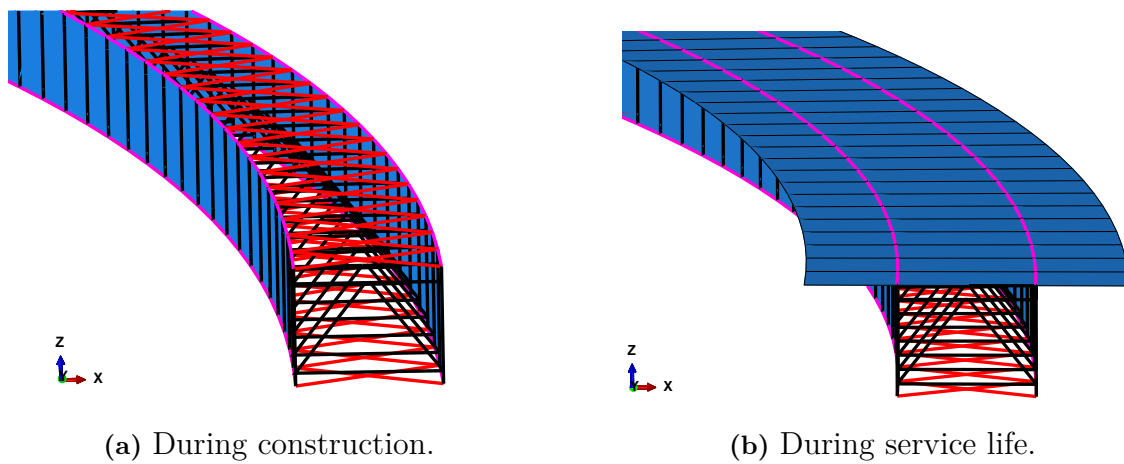 Z
Y
X
Z
Y
X
(a) During construction.
(b) During service life.